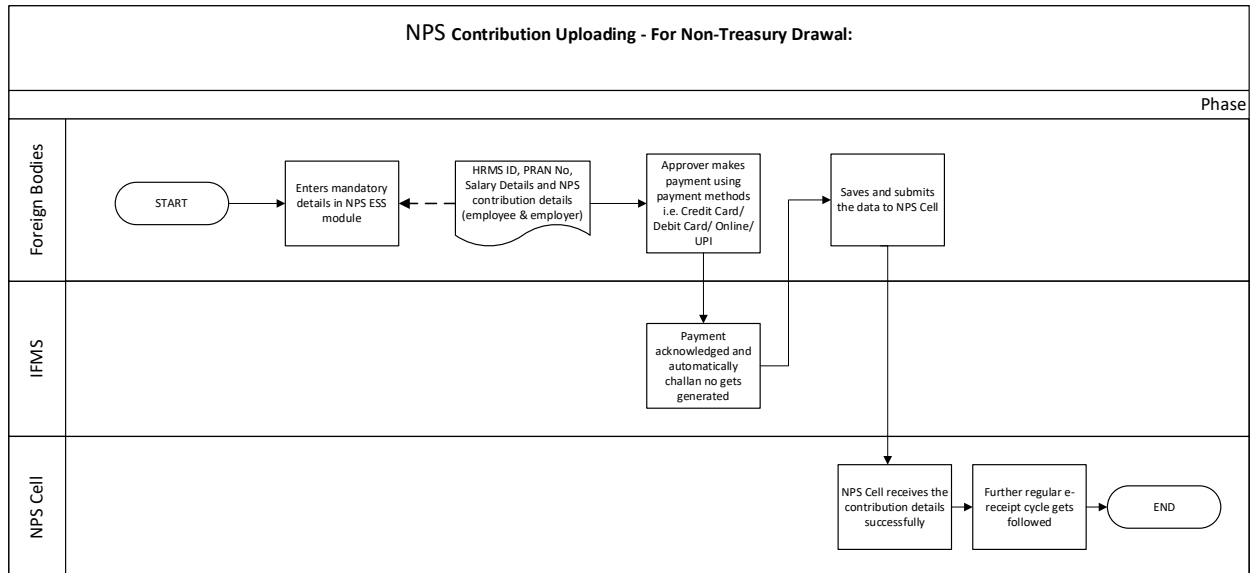 NPS Contribution Uploading - For Non-Treasury Drawal:
Phase
Foreign Bodies
START
Enters mandatory
details in NPS ESS
module
HRMS ID, PRAN No,
Salary Details and NPS
contribution details
(employee & employer)
Approver makes
payment using
payment methods
i.e. Credit Card/
Debit Card/ Online/
UPI
Saves and submits
the data to NPS Cell
IFMS
Payment
acknowledged and
automatically
challan no gets
generated
NPS Cell
NPS Cell receives the
contribution details
successfully
Further regular e-
receipt cycle gets
followed
END